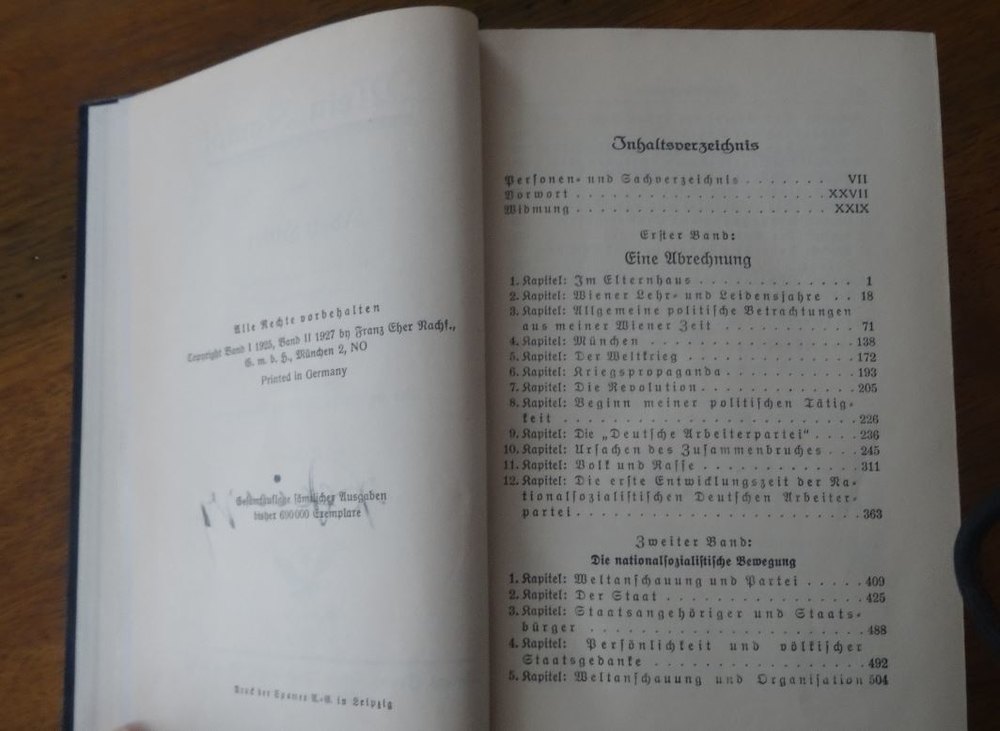 Alle Rechte vorbehalten
Copyright Band I 1925, Band II 1927 by Franz Eher Nachf.,
G. m. b. H., München 2, NO
Printed in Germany
Gesamtauflage sämtlicher Ausgaben
bisher 690 000 Exemplare
Druck der Spamer A.-G. in Leipzig
Inhaltsverzeichnis
Personen- und Sachverzeichnis . . . . . . . VII
Vorwort . . . . . . . . . . . . . . . . . . . . XXVII
Widmung . . . . . . . . . . . . . . . . . . . . XXIX
Erster Band:
Eine Abrechnung
1. Kapitel: Im Elternhaus . . . . . . . . . . . . 1
2. Kapitel: Wiener Lehr- und Leidensjahre . . 18
3. Kapitel: Allgemeine politische Betrachtungen
aus meiner Wiener Zeit . . . . . . . . . . 71
4. Kapitel: München . . . . . . . . . . . . . . . 138
5. Kapitel: Der Weltkrieg . . . . . . . . . . . . 172
6. Kapitel: Kriegspropaganda . . . . . . . . . . 193
7. Kapitel: Die Revolution . . . . . . . . . . . . 205
8. Kapitel: Beginn meiner politischen Tätig-
keit . . . . . . . . . . . . . . . . . . . . . 226
9. Kapitel: Die „Deutsche Arbeiterpartei“ . . . . 236
10. Kapitel: Ursachen des Zusammenbruches . . . 245
11. Kapitel: Volk und Rasse . . . . . . . . . . . . 311
12. Kapitel: Die erste Entwicklungszeit der Na-
tionalsozialistischen Deutschen Arbeiter-
partei . . . . . . . . . . . . . . . . . . . . 363
Zweiter Band:
Die nationalsozialistische Bewegung
1. Kapitel: Weltanschauung und Partei . . . . . 409
2. Kapitel: Der Staat . . . . . . . . . . . . . . 425
3. Kapitel: Staatsangehöriger und Staats-
bürger . . . . . . . . . . . . . . . . . . . 488
4. Kapitel: Persönlichkeit und völkischer
Staatsgedanke . . . . . . . . . . . . . . . 492
5. Kapitel: Weltanschauung und Organisation 504